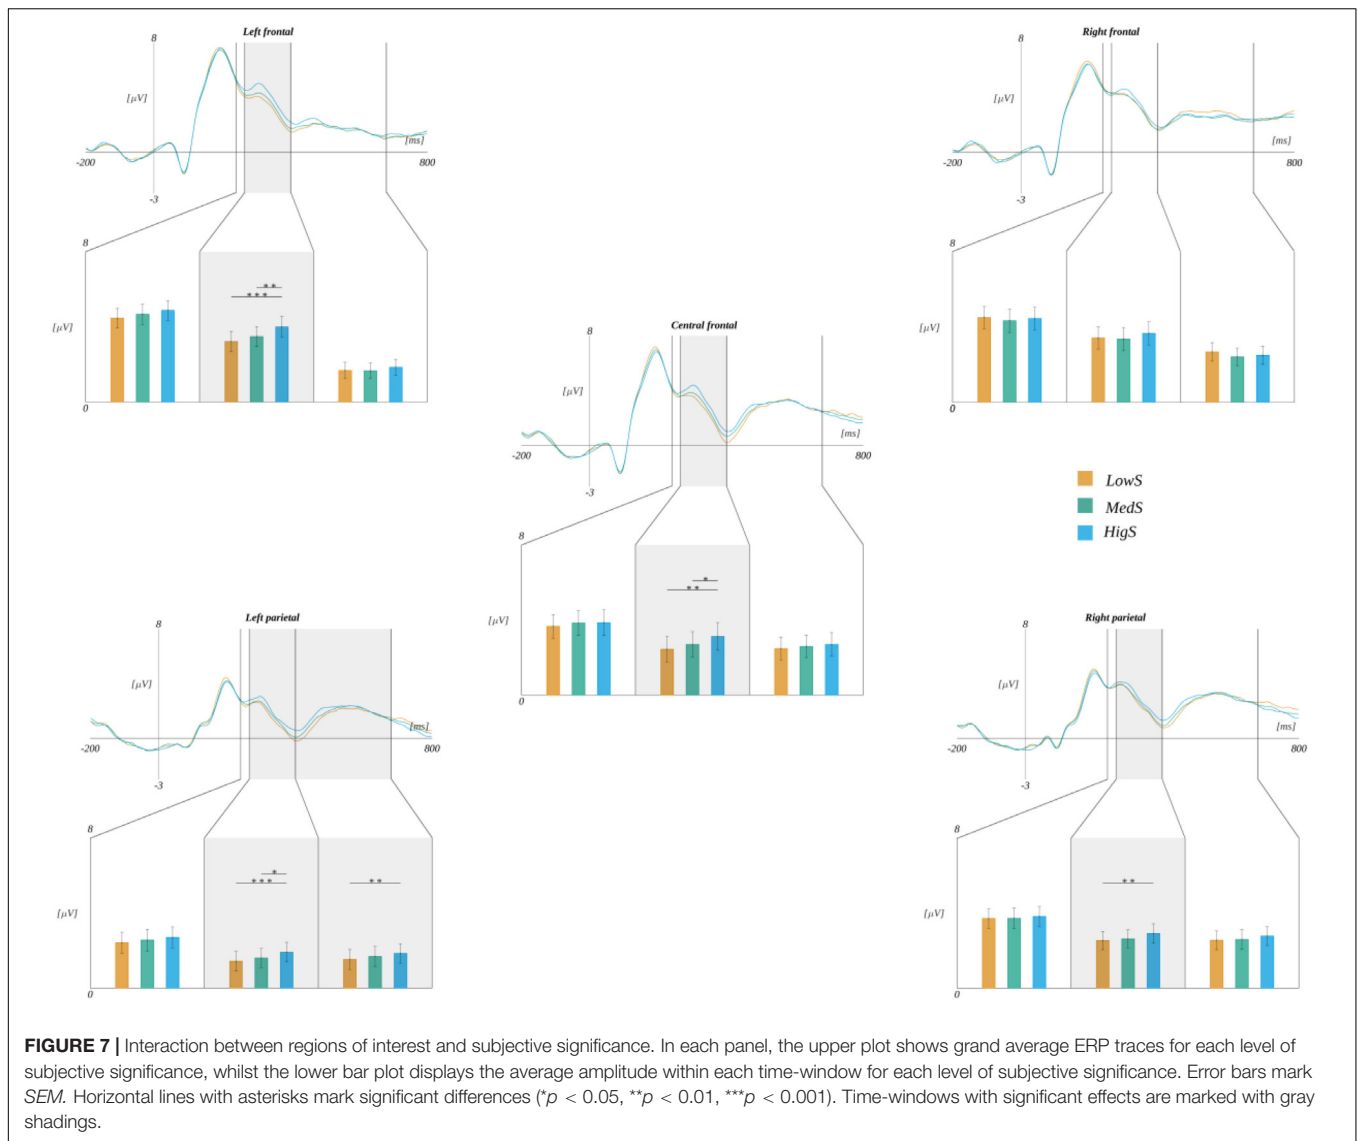 Left frontal
8
[μV]
[ms]
-200
800
-3
8
[μV]
**
***
0
Right frontal
8
[μV]
[ms]
-200
800
-3
8
[μV]
0
Central frontal
8
[μV]
[ms]
-200
800
-3
8
[μV]
*
**
0
LowS
MedS
HigS
Left parietal
8
[μV]
[ms]
-200
800
-3
8
[μV]
*
***
**
0
Right parietal
8
[μV]
[ms]
-200
800
-3
8
[μV]
**
0
FIGURE 7 | Interaction between regions of interest and subjective significance. In each panel, the upper plot shows grand average ERP traces for each level of
subjective significance, whilst the lower bar plot displays the average amplitude within each time-window for each level of subjective significance. Error bars mark
SEM. Horizontal lines with asterisks mark significant differences (*p < 0.05, **p < 0.01, ***p < 0.001). Time-windows with significant effects are marked with gray
shadings.